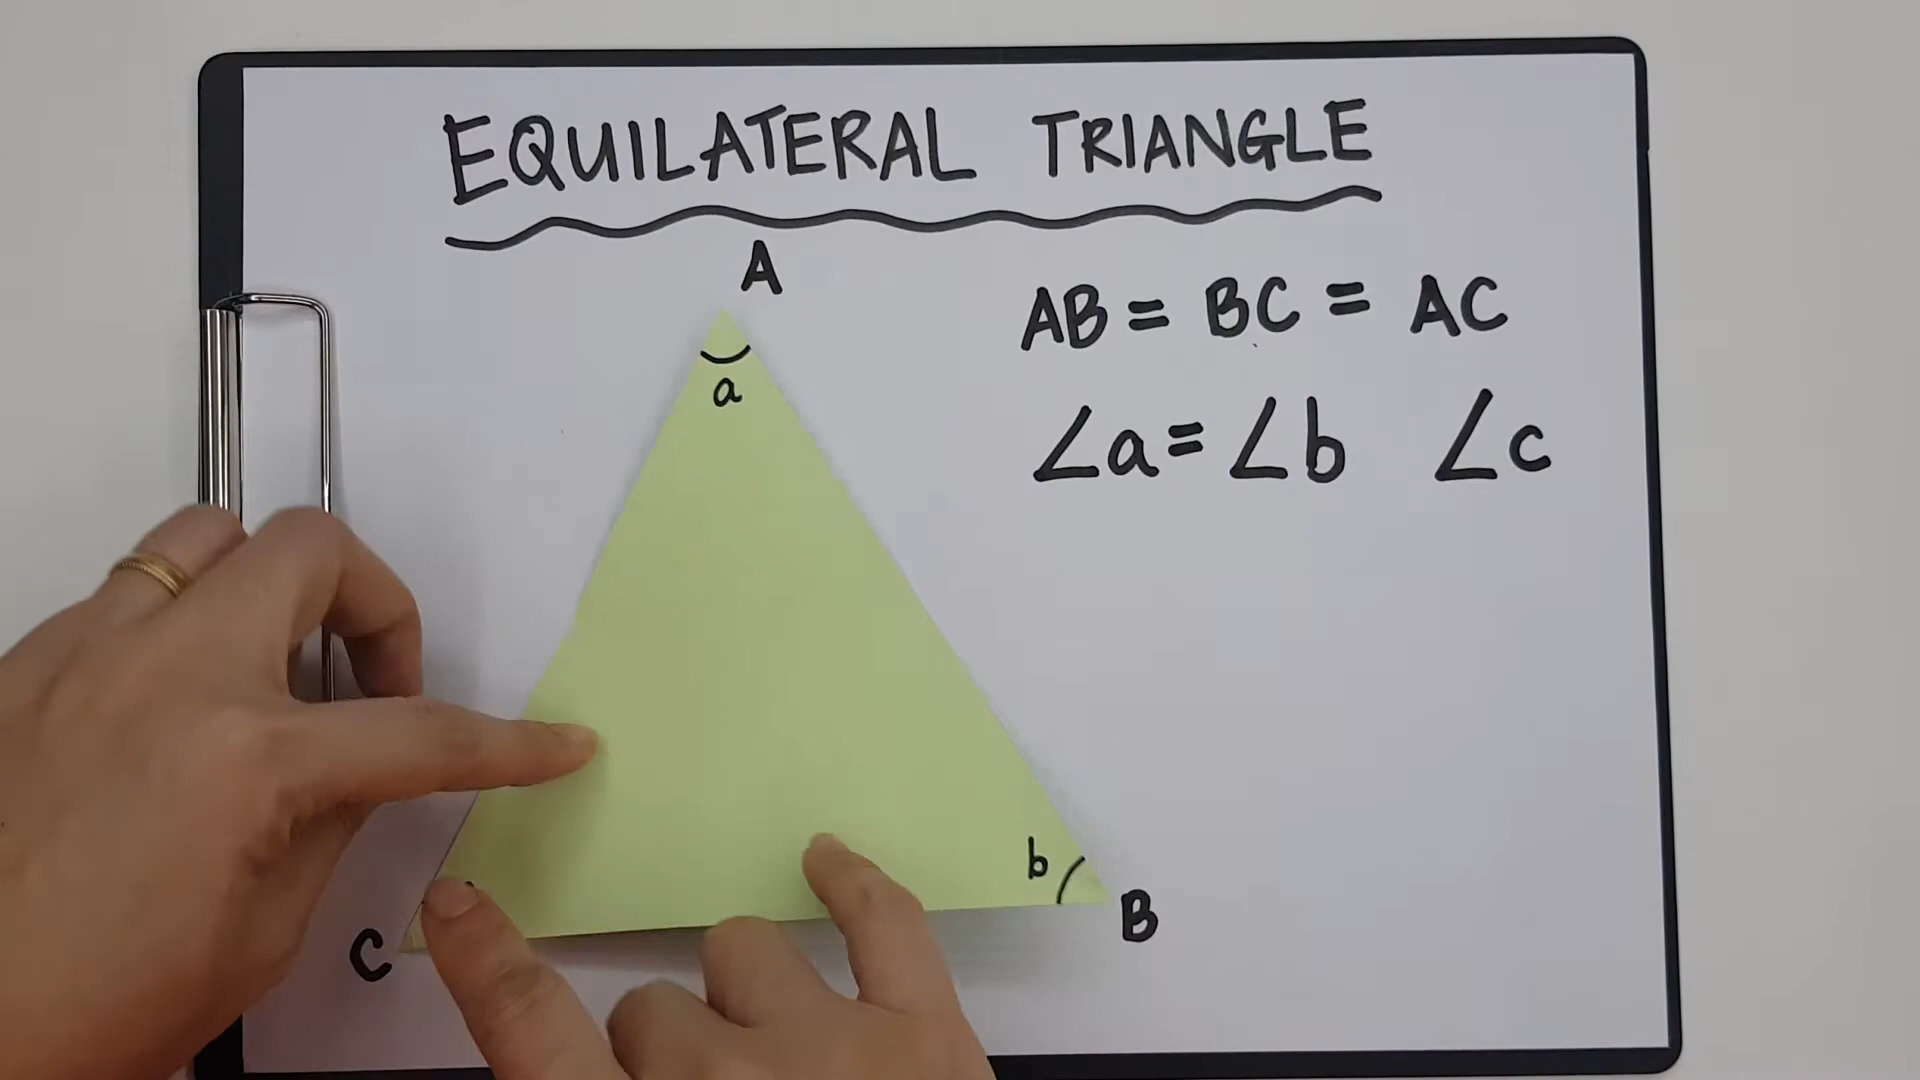 EQUILATERAL TRIANGLE
A
AB = BC = AC
a
∠a = ∠b ∠c
b
B
C